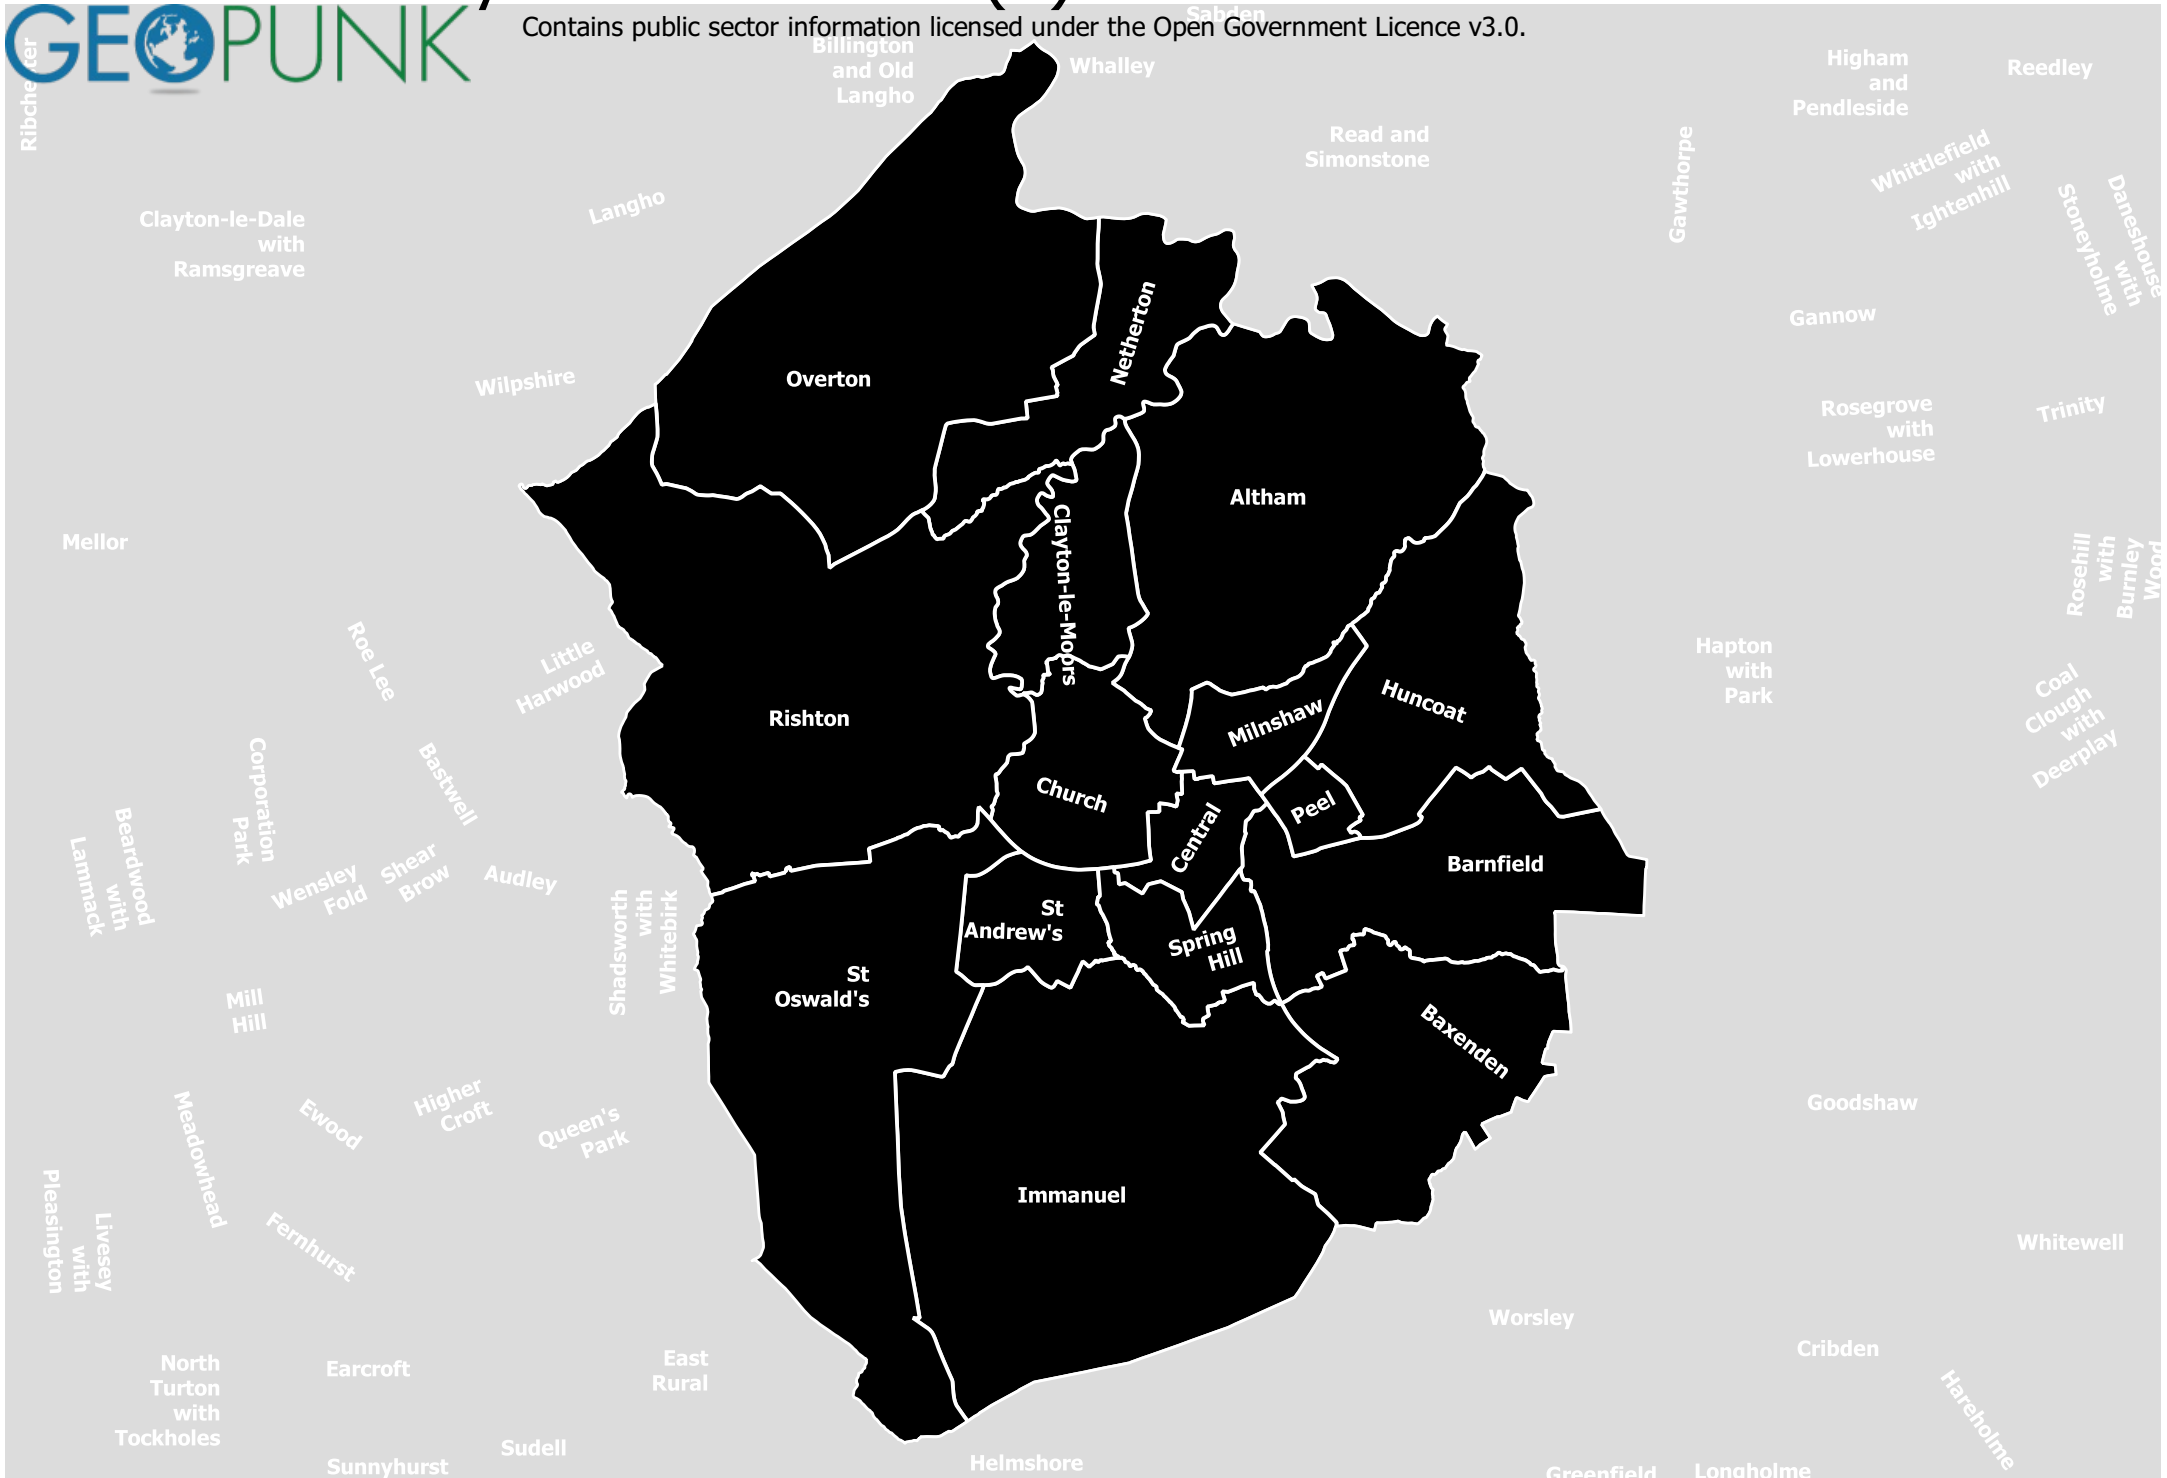 GEOPUNK
Contains public sector information licensed under the Open Government Licence v3.0.
Sabden
Billington
and Old
Langho
Whalley
Higham
and
Pendleside
Reedley
Read and
Simonstone
Gawthorpe
Whittlefield
with
Ightenhill
Daneshouse
with
Stoneyholme
Clayton-le-Dale
with
Ramsgreave
Langho
Netherton
Gannow
Overton
Wilpshire
Rosegrove
with
Lowerhouse
Trinity
Altham
Mellor
Clayton-le-Moors
Rosehill
with
Burnley
Wood
Roe Lee
Little
Harwood
Hapton
with
Park
Coal
Clough
with
Deerplay
Rishton
Milnshaw
Huncoat
Corporation
Park
Bastwell
Church
Peel
Central
Beardwood
with
Lammack
Wensley
Fold
Shear
Brow
Audley
Shadsworth
with
Whitebirk
Barnfield
St
Andrew's
Spring
Hill
St
Oswald's
Mill
Hill
Baxenden
Meadowhead
Ewood
Higher
Croft
Queen's
Park
Goodshaw
Livesey
with
Pleasington
Fernhurst
Immanuel
Whitewell
Worsley
Cribden
North
Turton
with
Tockholes
Earcroft
East
Rural
Hareholme
Sudell
Sunnyhurst
Helmshore
Greenfield
Longholme